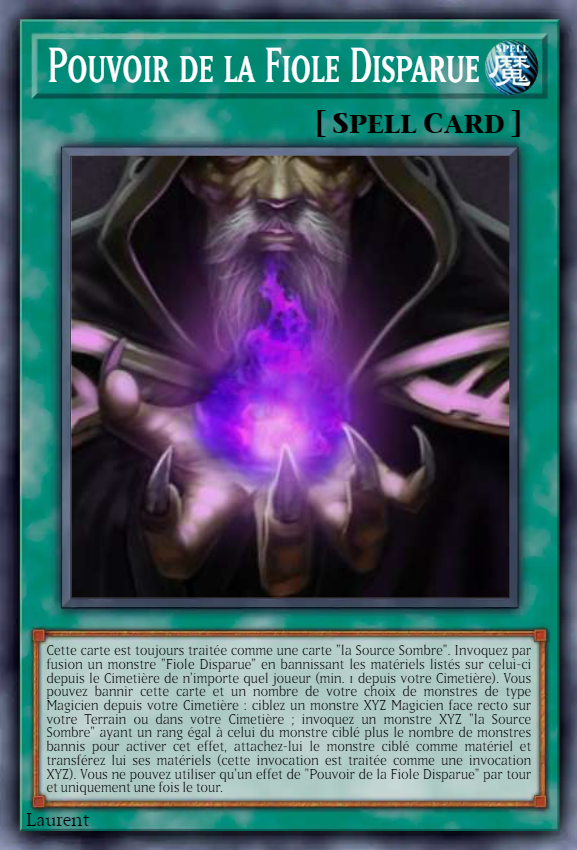 POUVOIR DE LA FIOLE DISPARUE
SPELL
魔
[ SPELL CARD ]
Cette carte est toujours traitée comme une carte "la Source Sombre". Invoquez par
fusion un monstre "Fiole Disparue" en bannissant les matériels listés sur celui-ci
depuis le Cimetière de n'importe quel joueur (min. 1 depuis votre Cimetière). Vous
pouvez bannir cette carte et un nombre de votre choix de monstres de type
Magicien depuis votre Cimetière : ciblez un monstre XYZ Magicien face recto sur
votre Terrain ou dans votre Cimetière ; invoquez un monstre XYZ "la Source
Sombre" ayant un rang égal à celui du monstre ciblé plus le nombre de monstres
bannis pour activer cet effet, attachez-lui le monstre ciblé comme matériel et
transférez lui ses matériels (cette invocation est traitée comme une invocation
XYZ). Vous ne pouvez utiliser qu'un effet de "Pouvoir de la Fiole Disparue" par tour
et uniquement une fois le tour.
Laurent